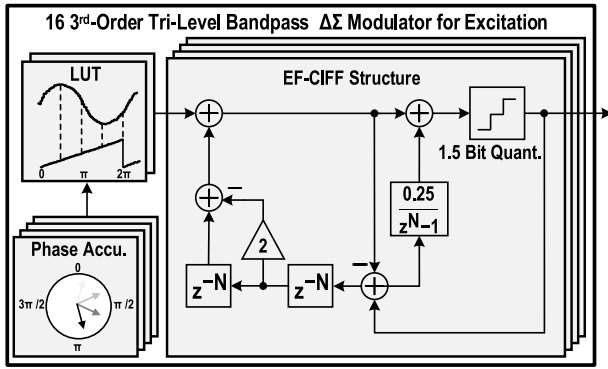 16 3rd-Order Tri-Level Bandpass ΔΣ Modulator for Excitation
LUT
0 π 2π
Phase Accu.
0
3π/2 π/2
π
EF-CIFF Structure
+ + 
1.5 Bit Quant.
− +
0.25
z^N−1
2
z^−N z^−N − +